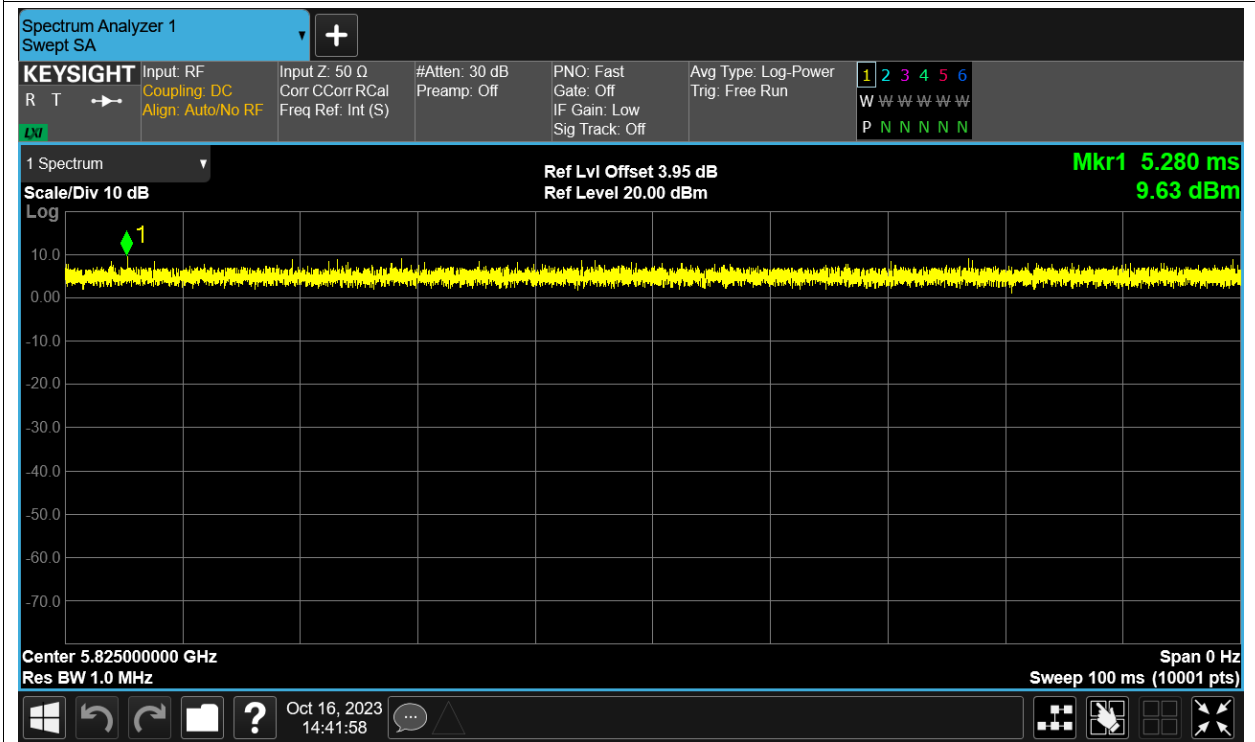 Spectrum Analyzer 1
Swept SA
+
KEYSIGHT
R T
LXI
Input: RF
Coupling: DC
Align: Auto/No RF
Input Z: 50 Ω
Corr CCorr RCal
Freq Ref: Int (S)
#Atten: 30 dB
Preamp: Off
PNO: Fast
Gate: Off
IF Gain: Low
Sig Track: Off
Avg Type: Log-Power
Trig: Free Run
1 2 3 4 5 6
W W W W W W
P N N N N N
1 Spectrum
Scale/Div 10 dB
Log
Ref Lvl Offset 3.95 dB
Ref Level 20.00 dBm
Mkr1 5.280 ms
9.63 dBm
1
10.0
0.00
-10.0
-20.0
-30.0
-40.0
-50.0
-60.0
-70.0
Center 5.825000000 GHz
Res BW 1.0 MHz
Span 0 Hz
Sweep 100 ms (10001 pts)
?
Oct 16, 2023
14:41:58